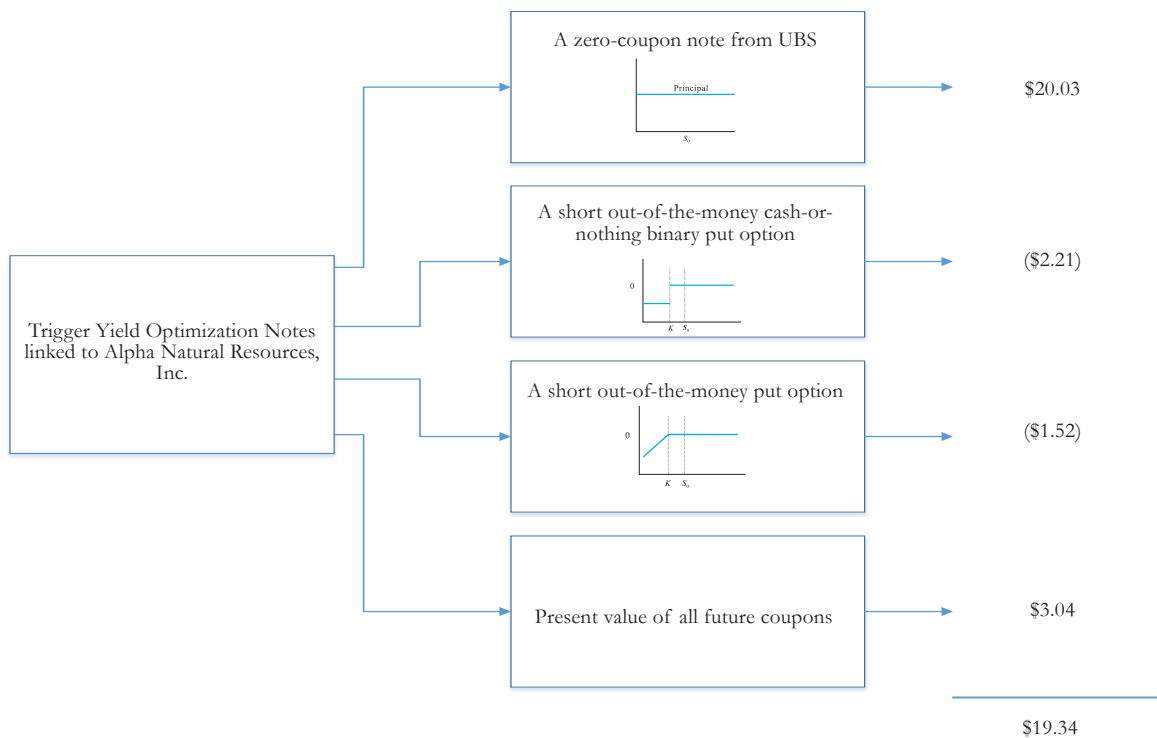 A zero-coupon note from UBS
Principal
S₀
$20.03
A short out-of-the-money cash-or-
nothing binary put option
0
K
S₀
($2.21)
Trigger Yield Optimization Notes
linked to Alpha Natural Resources,
Inc.
A short out-of-the-money put option
0
K
S₀
($1.52)
Present value of all future coupons
$3.04
$19.34